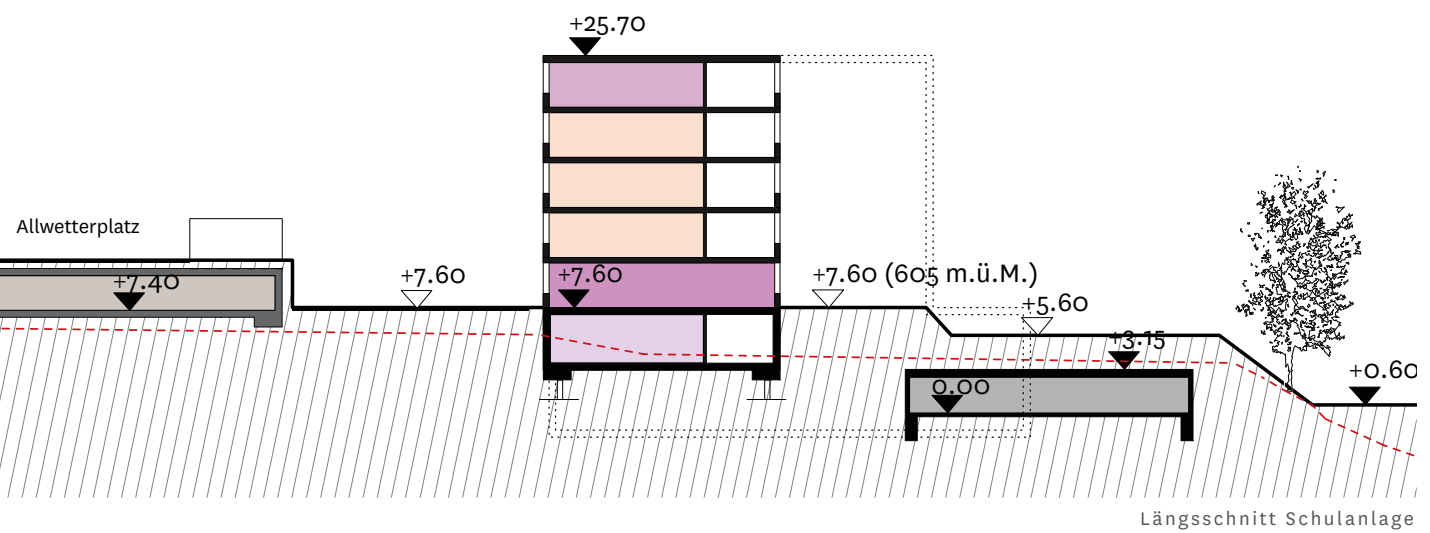 +25.70
Allwetterplatz
+7.40
+7.60
+7.60
+7.60 (605 m.ü.M.)
+5.60
+3.15
0.00
+0.60
Längsschnitt Schulanlage